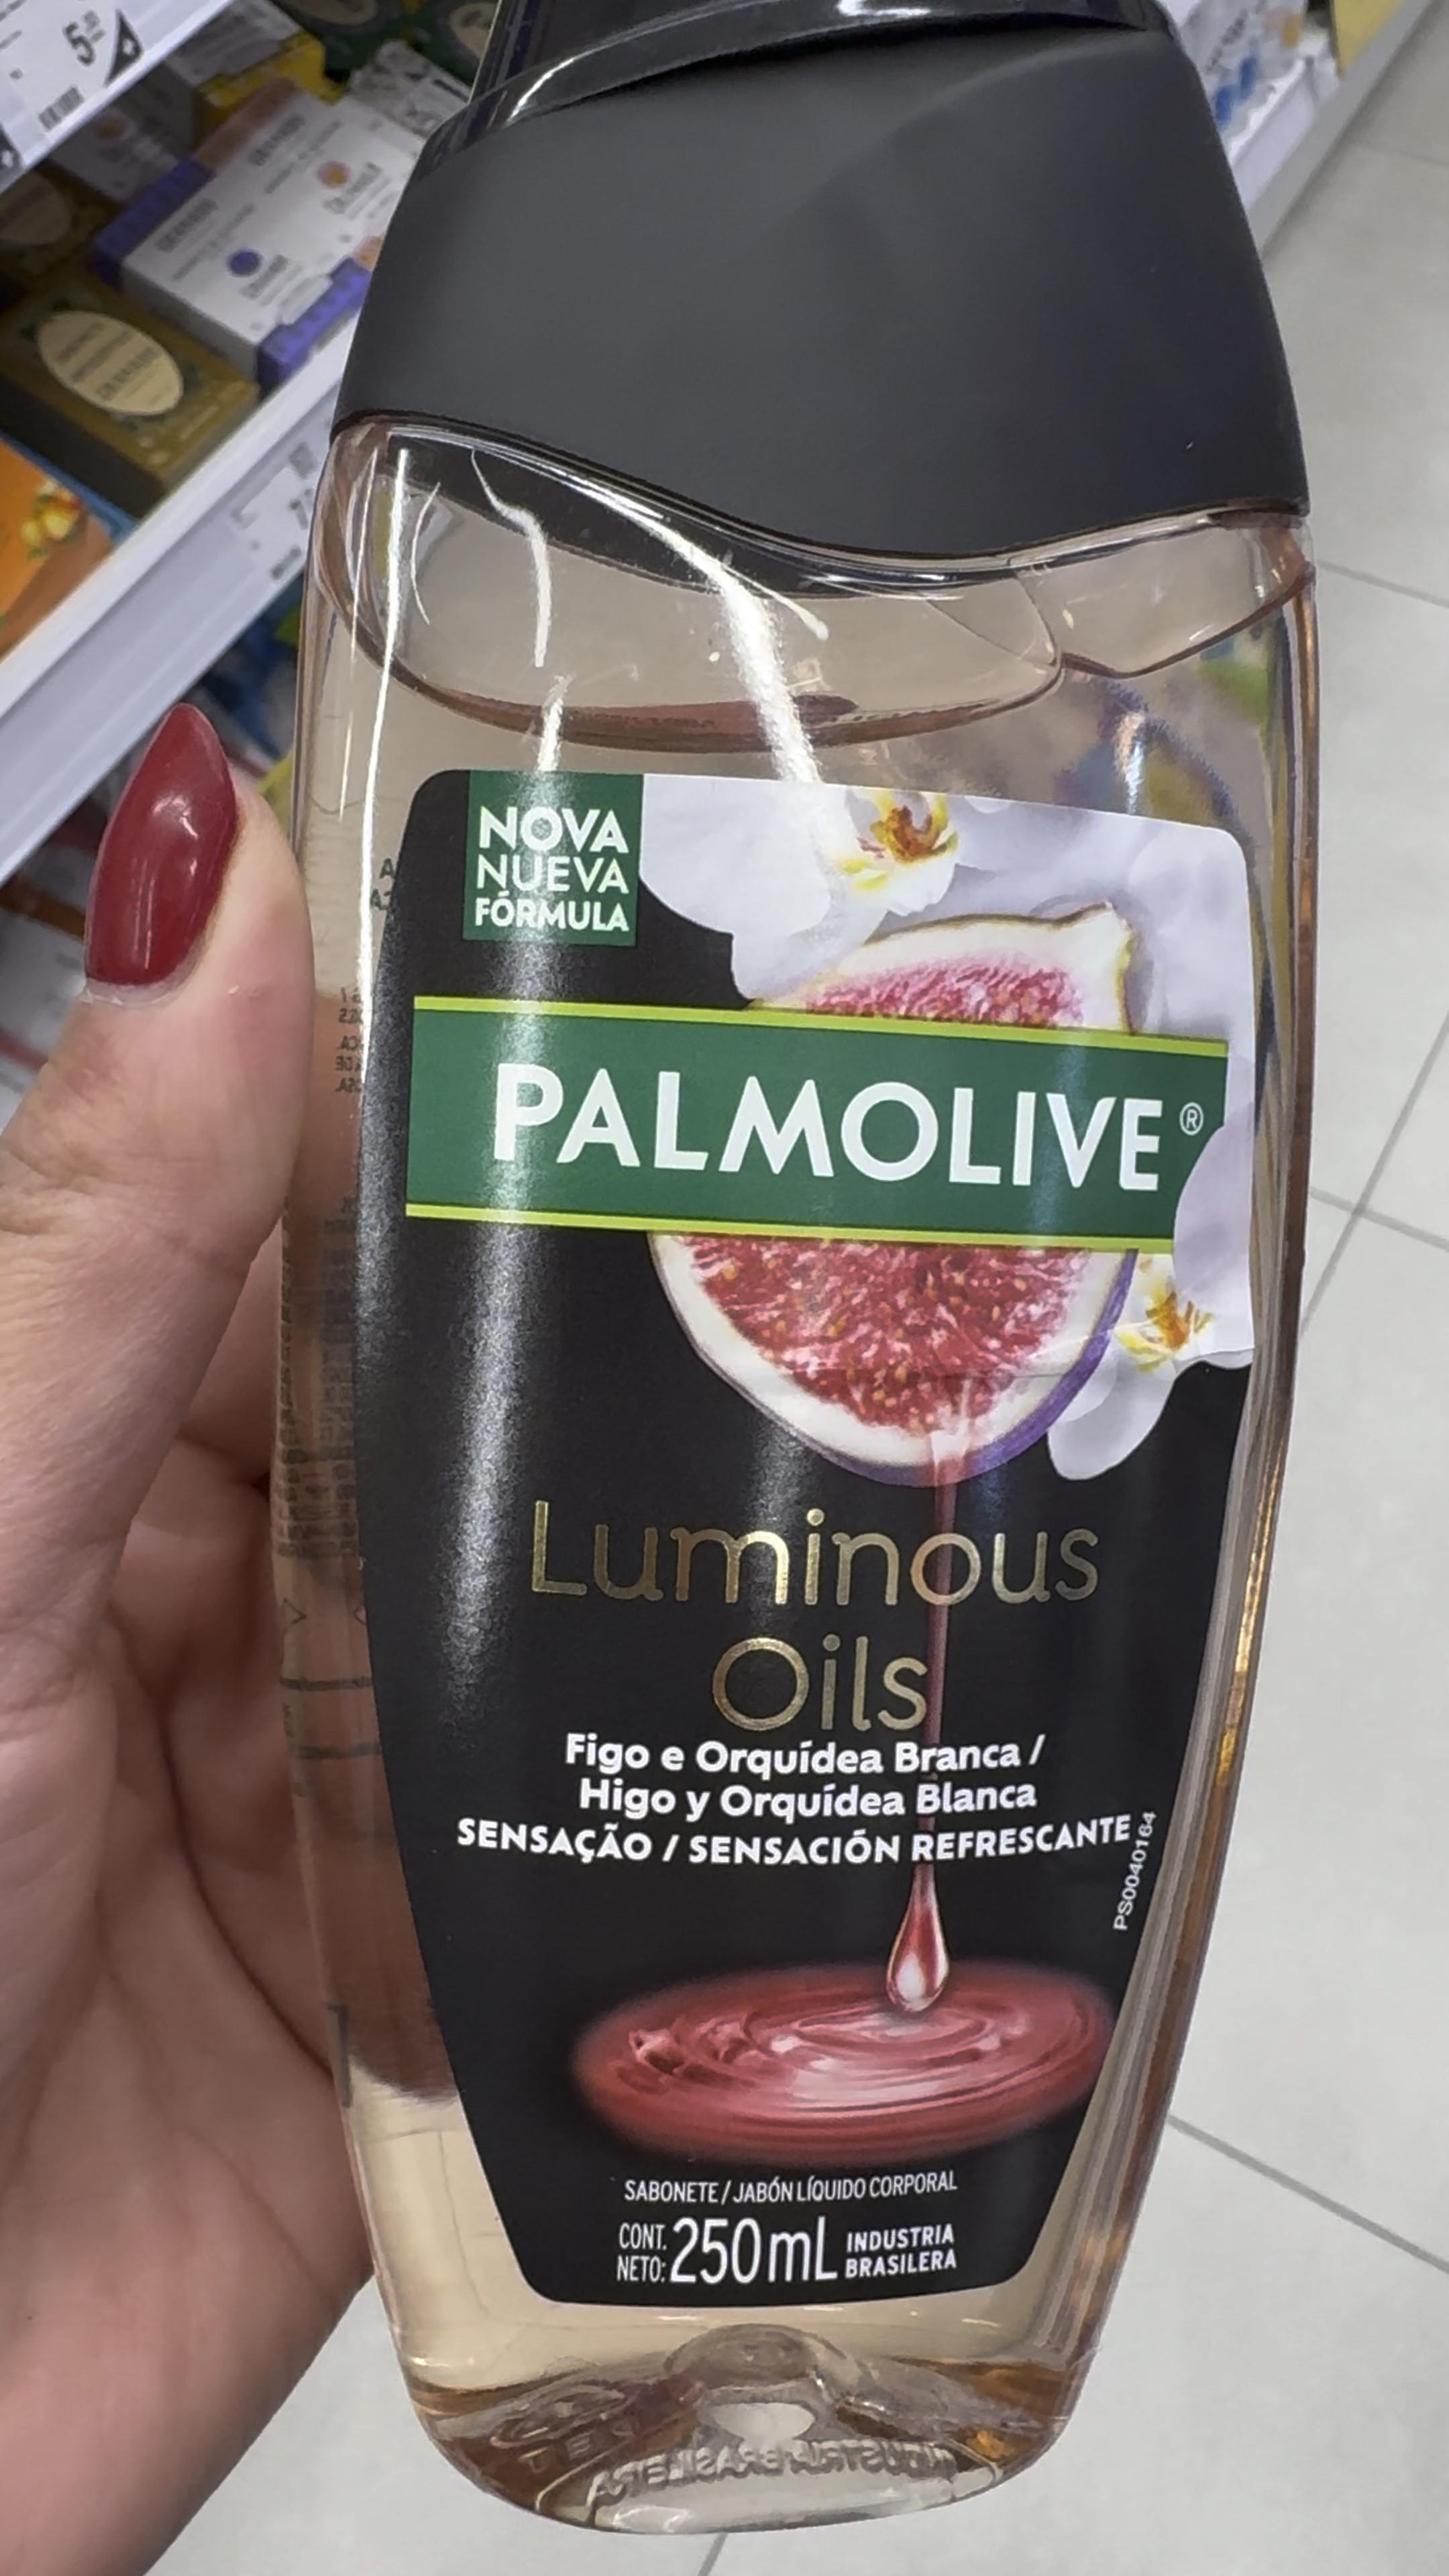 5
NOVA
NUEVA
FÓRMULA
PALMOLIVE®
Luminous
Oils
Figo e Orquídea Branca /
Higo y Orquídea Blanca
SENSAÇÃO / SENSACIÓN REFRESCANTE
PS0040164
SABONETE / JABÓN LÍQUIDO CORPORAL
CONT.
NETO: 250mL INDUSTRIA
BRASILERA